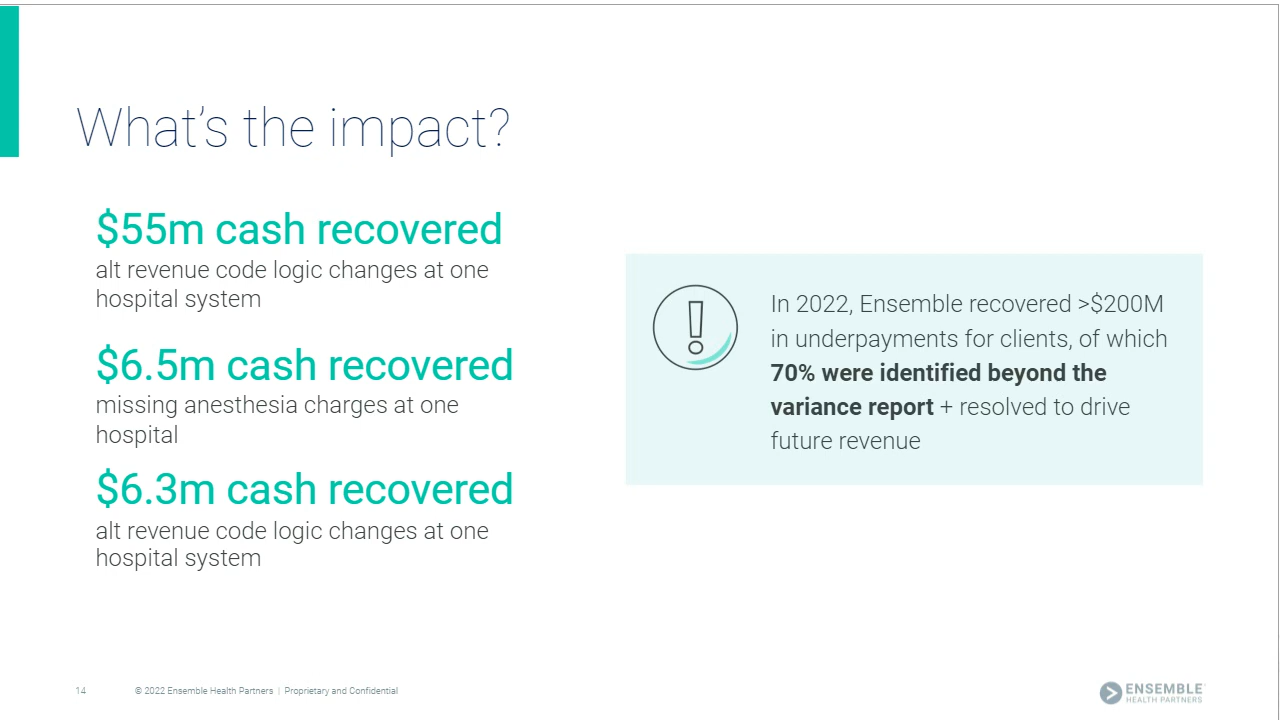 What's the impact?
$55m cash recovered
alt revenue code logic changes at one
hospital system
$6.5m cash recovered
missing anesthesia charges at one
hospital
$6.3m cash recovered
alt revenue code logic changes at one
hospital system
In 2022, Ensemble recovered >$200M
in underpayments for clients, of which
70% were identified beyond the
variance report + resolved to drive
future revenue
14
© 2022 Ensemble Health Partners | Proprietary and Confidential
ENSEMBLE
HEALTH PARTNERS